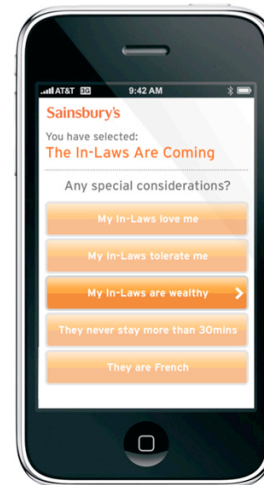 AT&T 3G 9:42 AM
Sainsbury's
You have selected:
The In-Laws Are Coming
Any special considerations?
My In-Laws love me
My In-Laws tolerate me
My In-Laws are wealthy
They never stay more than 30mins
They are French